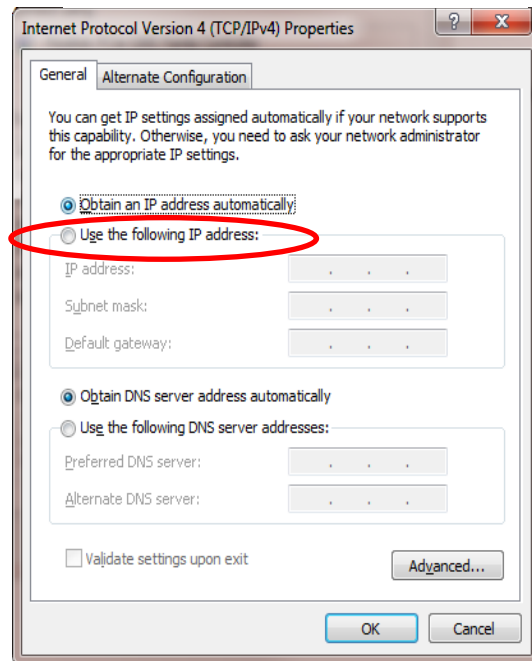 Internet Protocol Version 4 (TCP/IPv4) Properties
? X
General Alternate Configuration
You can get IP settings assigned automatically if your network supports
this capability. Otherwise, you need to ask your network administrator
for the appropriate IP settings.
Obtain an IP address automatically
Use the following IP address:
IP address: . . .
Subnet mask: . . .
Default gateway: . . .
Obtain DNS server address automatically
Use the following DNS server addresses:
Preferred DNS server: . . .
Alternate DNS server: . . .
Validate settings upon exit
Advanced...
OK Cancel